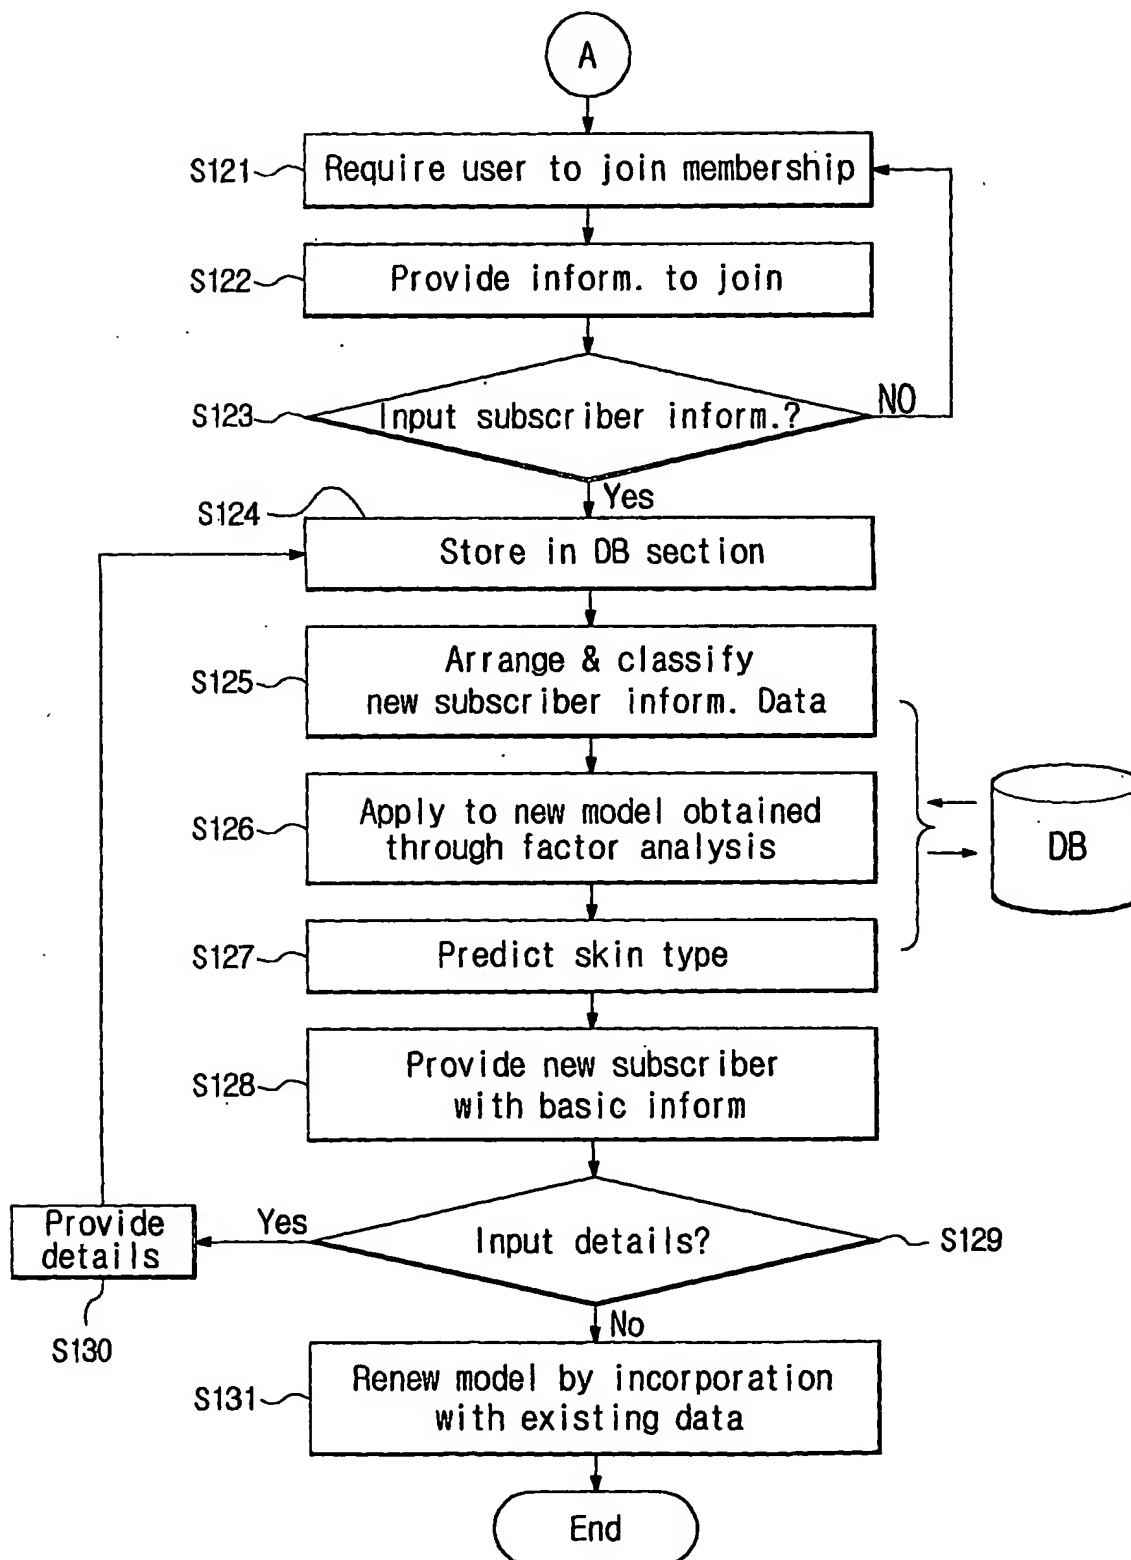 A
S121
Require user to join membership
S122
Provide inform. to join
S123
Input subscriber inform.?
NO
Yes
S124
Store in DB section
S125
Arrange & classify
new subscriber inform. Data
S126
Apply to new model obtained
through factor analysis
DB
S127
Predict skin type
S128
Provide new subscriber
with basic inform
Provide
details
Yes
Input details?
S129
S130
No
S131
Renew model by incorporation
with existing data
End